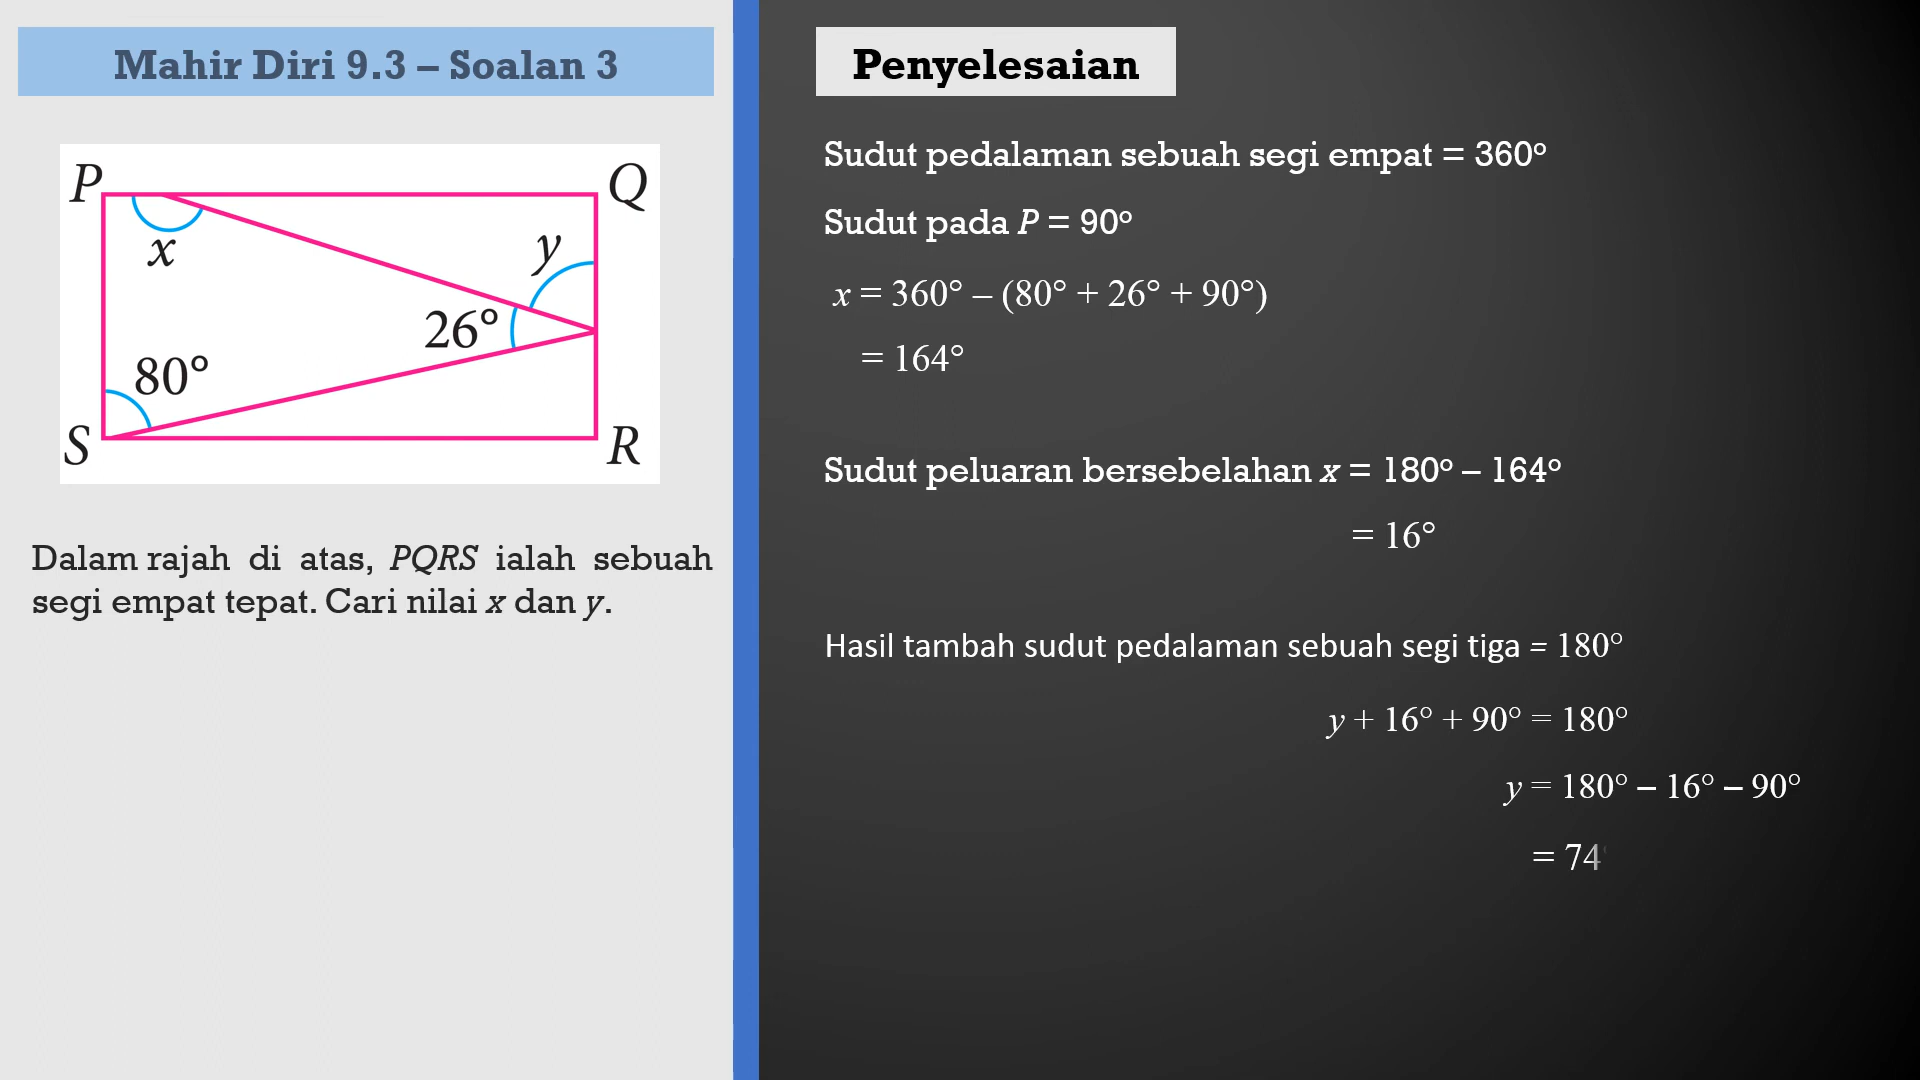 Mahir Diri 9.3 – Soalan 3
P
Q
x
y
26°
80°
S
R
Dalam rajah di atas, PQRS ialah sebuah
segi empat tepat. Cari nilai x dan y.
Penyelesaian
Sudut pedalaman sebuah segi empat = 360°
Sudut pada P = 90°
x = 360° – (80° + 26° + 90°)
= 164°
Sudut peluaran bersebelahan x = 180° – 164°
= 16°
Hasil tambah sudut pedalaman sebuah segi tiga = 180°
y + 16° + 90° = 180°
y = 180° – 16° – 90°
= 74°